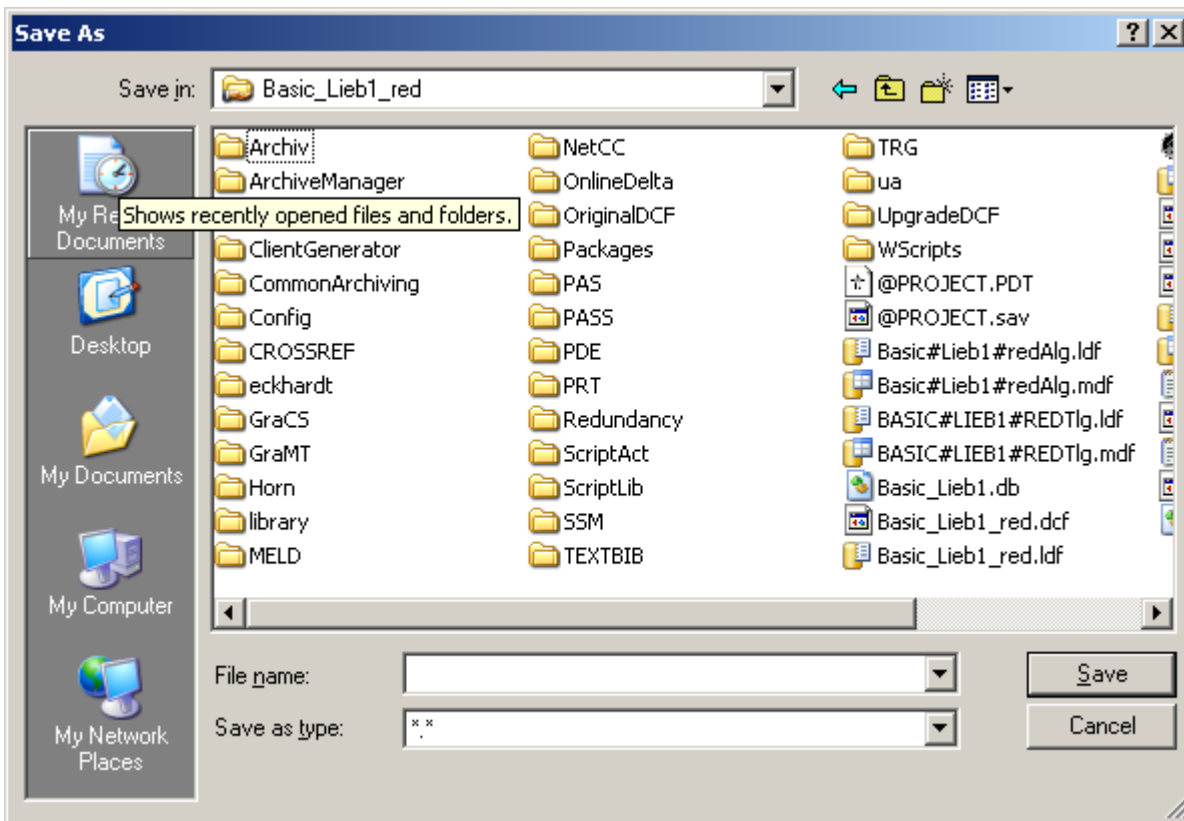 Save As
Save in:
Basic_Lieb1_red
My Re
Documents
Desktop
My Documents
My Computer
My Network
Places
Shows recently opened files and folders.
Archiv
ArchiveManager
ClientGenerator
CommonArchiving
Config
CROSSREF
eckhardt
GraCS
GraMT
Horn
library
MELD
NetCC
OnlineDelta
OriginalDCF
Packages
PAS
PASS
PDE
PRT
Redundancy
ScriptAct
ScriptLib
SSM
TEXTBIB
TRG
ua
UpgradeDCF
WScripts
@PROJECT.PDT
@PROJECT.sav
Basic#Lieb1#redAlg.ldf
Basic#Lieb1#redAlg.mdf
BASIC#LIEB1#REDTlg.ldf
BASIC#LIEB1#REDTlg.mdf
Basic_Lieb1.db
Basic_Lieb1_red.dcf
Basic_Lieb1_red.ldf
File name:
Save
Save as type:
*.*
Cancel